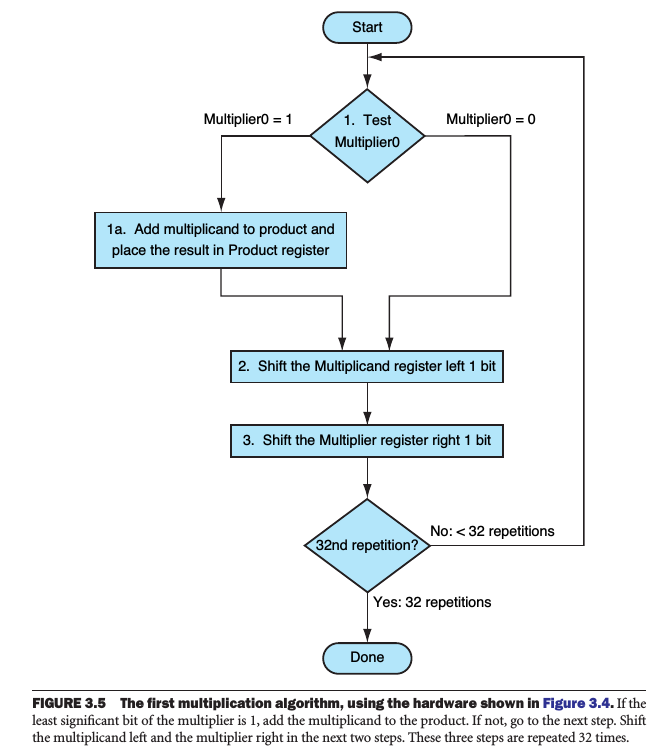 Start
Multiplier0 = 1
1. Test
Multiplier0
Multiplier0 = 0
1a. Add multiplicand to product and
place the result in Product register
2. Shift the Multiplicand register left 1 bit
3. Shift the Multiplier register right 1 bit
32nd repetition?
No: < 32 repetitions
Yes: 32 repetitions
Done
FIGURE 3.5 The first multiplication algorithm, using the hardware shown in Figure 3.4. If the
least significant bit of the multiplier is 1, add the multiplicand to the product. If not, go to the next step. Shift
the multiplicand left and the multiplier right in the next two steps. These three steps are repeated 32 times.